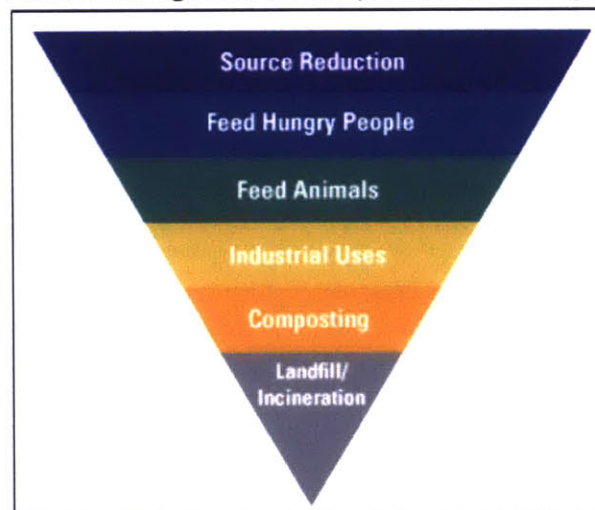 Source Reduction
Feed Hungry People
Feed Animals
Industrial Uses
Composting
Landfill/
Incineration